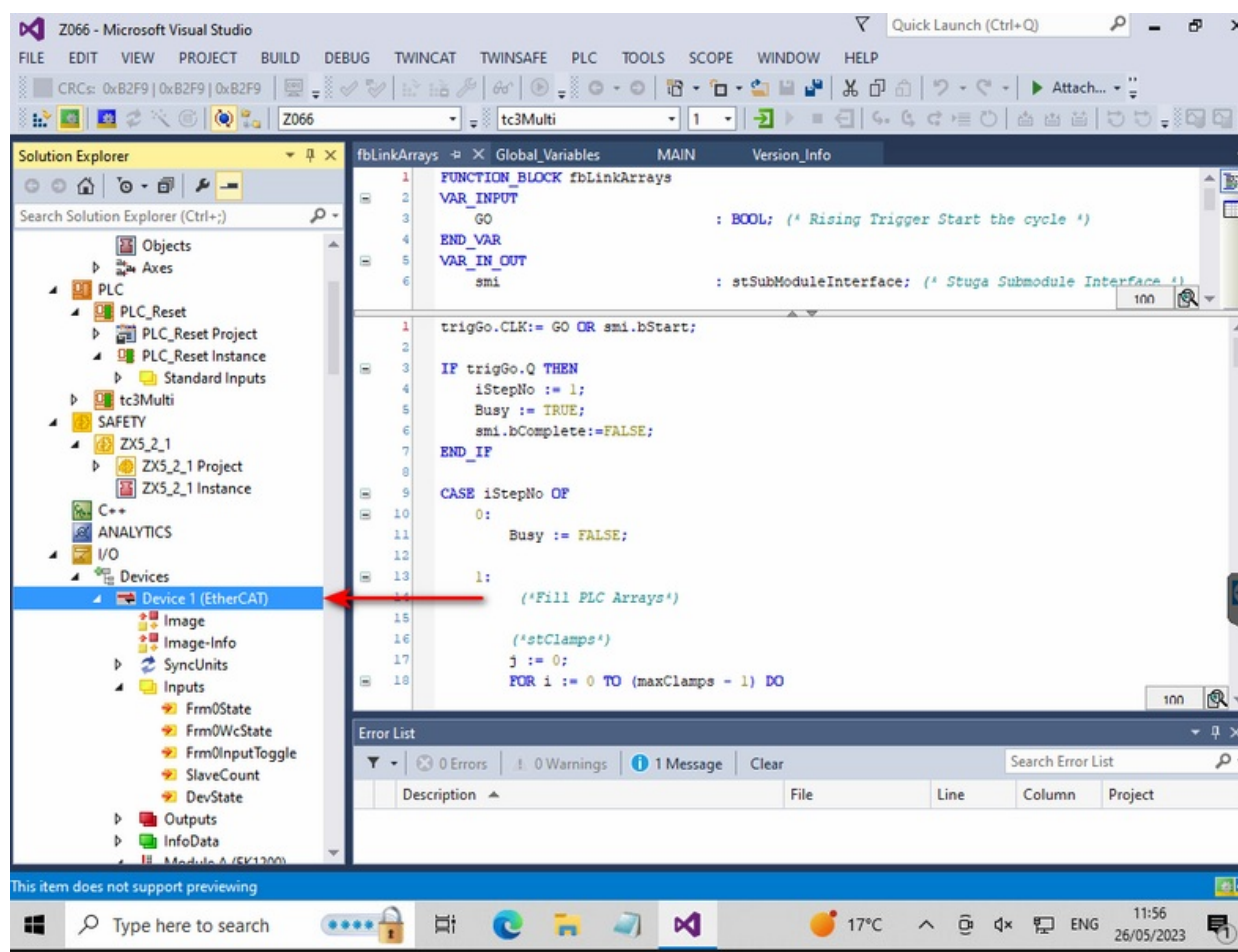 Z066 - Microsoft Visual Studio
Quick Launch (Ctrl+Q)
FILE EDIT VIEW PROJECT BUILD DEBUG TWINCAT TWINSAFE PLC TOOLS SCOPE WINDOW HELP
CRCs: 0xB2F9 | 0xB2F9 | 0xB2F9
Attach...
Z066
tc3Multi
1
Solution Explorer
Search Solution Explorer (Ctrl+;)
Objects
Axes
PLC
PLC_Reset
PLC_Reset Project
PLC_Reset Instance
Standard Inputs
tc3Multi
SAFETY
ZX5_2_1
ZX5_2_1 Project
ZX5_2_1 Instance
C++
ANALYTICS
I/O
Devices
Device 1 (EtherCAT)
Image
Image-Info
SyncUnits
Inputs
Frm0State
Frm0WcState
Frm0InputToggle
SlaveCount
DevState
Outputs
InfoData
Module A (EK1200)
fbLinkArrays Global_Variables MAIN Version_Info
1 FUNCTION_BLOCK fbLinkArrays
2 VAR_INPUT
3 GO : BOOL; (* Rising Trigger Start the cycle *)
4 END_VAR
5 VAR_IN_OUT
6 smi : stSubModuleInterface; (* Stuga Submodule Interface *)
100
1 trigGo.CLK:= GO OR smi.bStart;
2
3 IF trigGo.Q THEN
4 iStepNo := 1;
5 Busy := TRUE;
6 smi.bComplete:=FALSE;
7 END_IF
8
9 CASE iStepNo OF
10 0:
11 Busy := FALSE;
12
13 1:
14 (*Fill PLC Arrays*)
15
16 (*stClamps*)
17 j := 0;
18 FOR i := 0 TO (maxClamps - 1) DO
100
Error List
0 Errors 0 Warnings 1 Message Clear
Search Error List
Description File Line Column Project
This item does not support previewing
Type here to search
17°C
ENG
11:56
26/05/2023
1